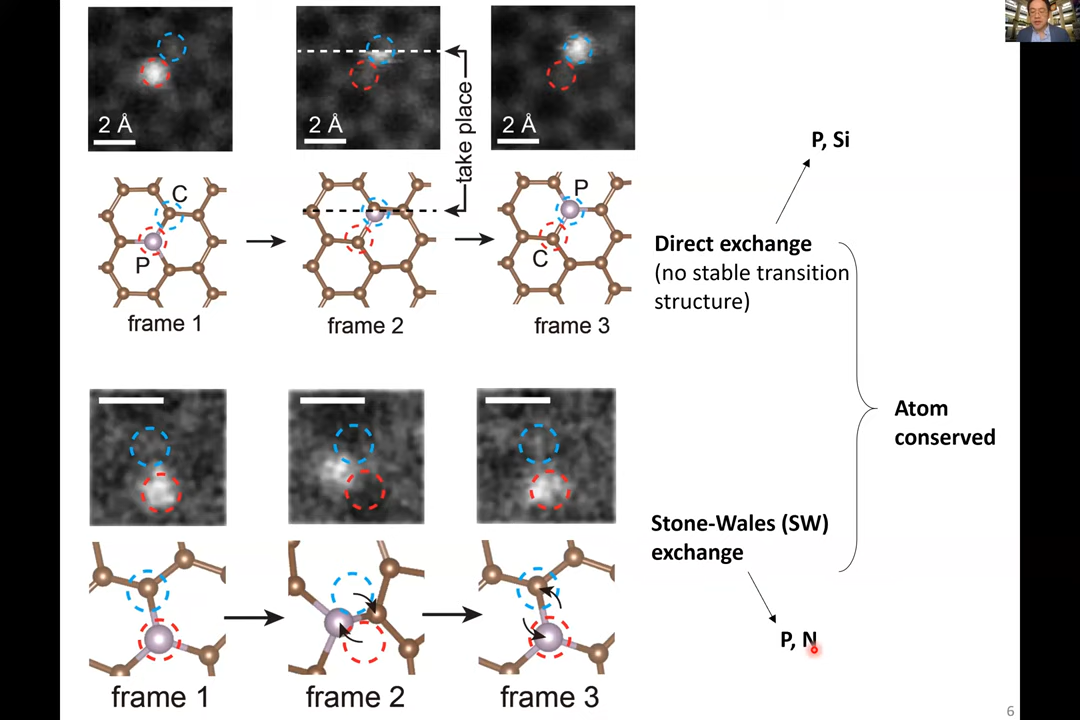 2 Å
2 Å
2 Å
take place
C
P
P
C
frame 1
frame 2
frame 3
P, Si
Direct exchange
(no stable transition
structure)
Atom
conserved
Stone-Wales (SW)
exchange
P, N
frame 1
frame 2
frame 3
6